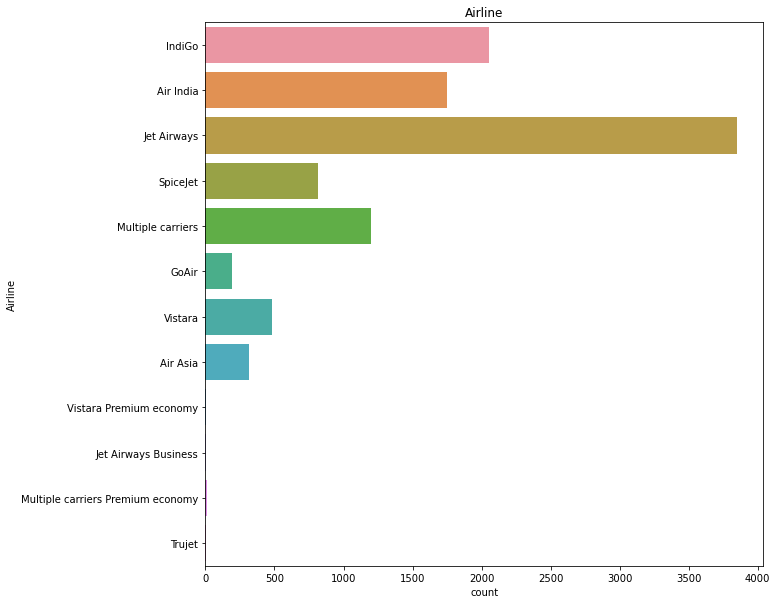 Airline
IndiGo
Air India
Jet Airways
SpiceJet
Multiple carriers
GoAir
Vistara
Air Asia
Vistara Premium economy
Jet Airways Business
Multiple carriers Premium economy
Trujet
Airline
0 500 1000 1500 2000 2500 3000 3500 4000
count